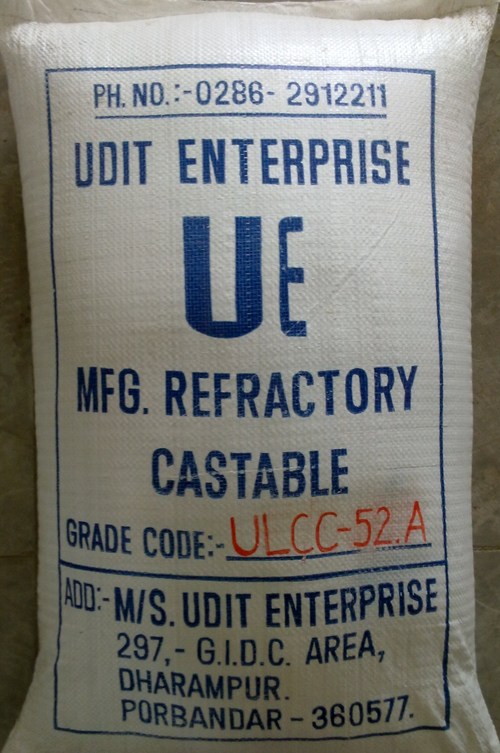 PH. NO.:-0286- 2912211
UDIT ENTERPRISE
UE
MFG. REFRACTORY
CASTABLE
GRADE CODE:- ULCC-52.A
ADD:- M/S. UDIT ENTERPRISE
297,- G.I.D.C. AREA,
DHARAMPUR.
PORBANDAR - 360577.